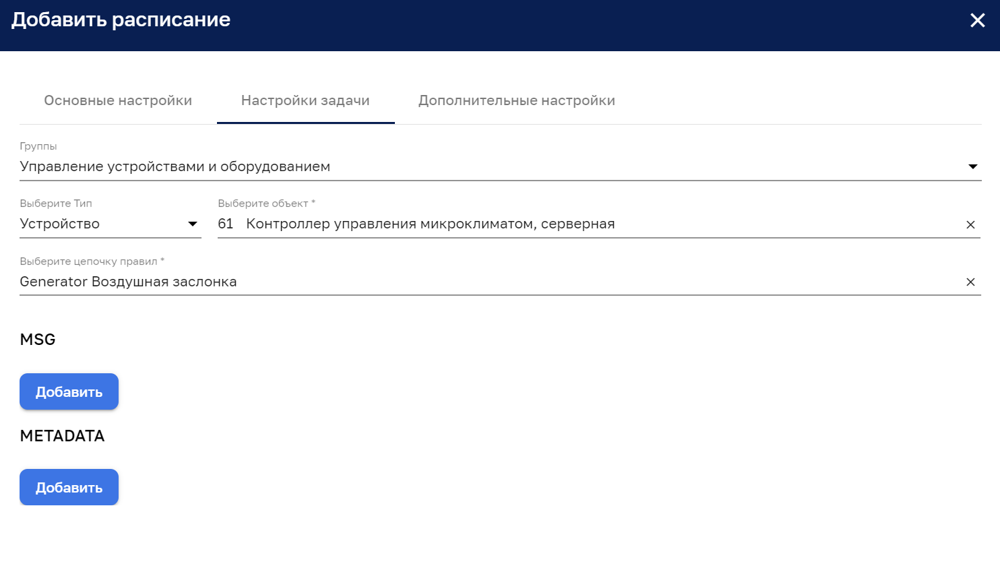 Добавить расписание
Основные настройки Настройки задачи Дополнительные настройки
Группы
Управление устройствами и оборудованием
Выберите Тип Выберите объект *
Устройство 61 Контроллер управления микроклиматом, серверная
Выберите цепочку правил *
Generator Воздушная заслонка
MSG
Добавить
METADATA
Добавить